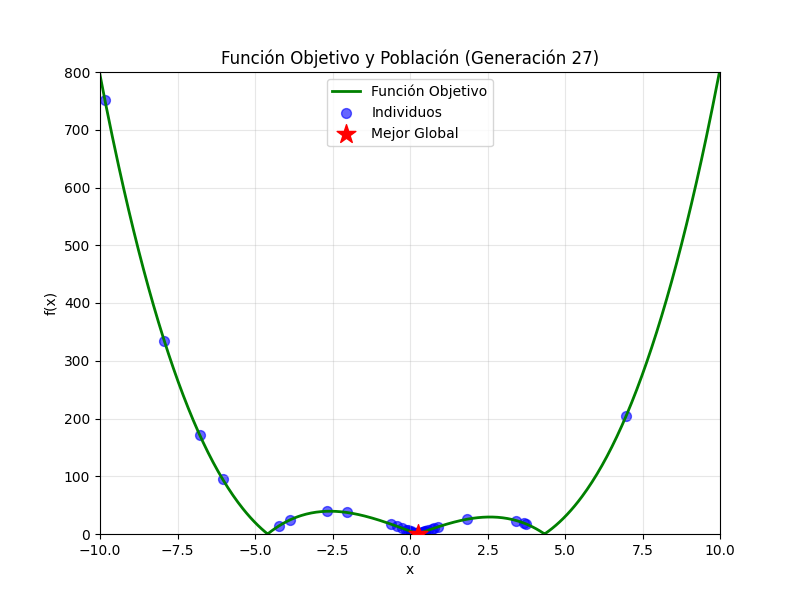 Función Objetivo y Población (Generación 27)
Función Objetivo
Individuos
Mejor Global
f(x)
800
700
600
500
400
300
200
100
0
−10.0 −7.5 −5.0 −2.5 0.0 2.5 5.0 7.5 10.0
x